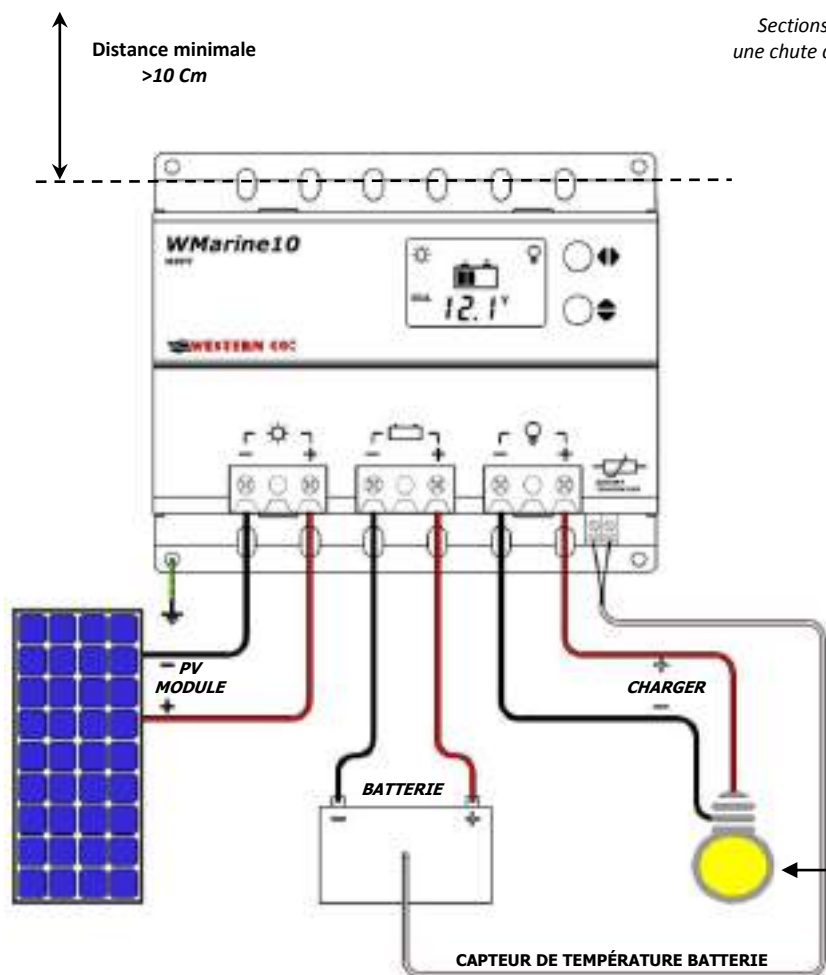 Sections
une chute
Distance minimale
>10 Cm
WMarine10
12.1 V
WESTERN CO:
- +
- +
- +
-
PV
MODULE
+
+
CHARGER
-
BATTERIE
- +
CAPTEUR DE TEMPÉRATURE BATTERIE